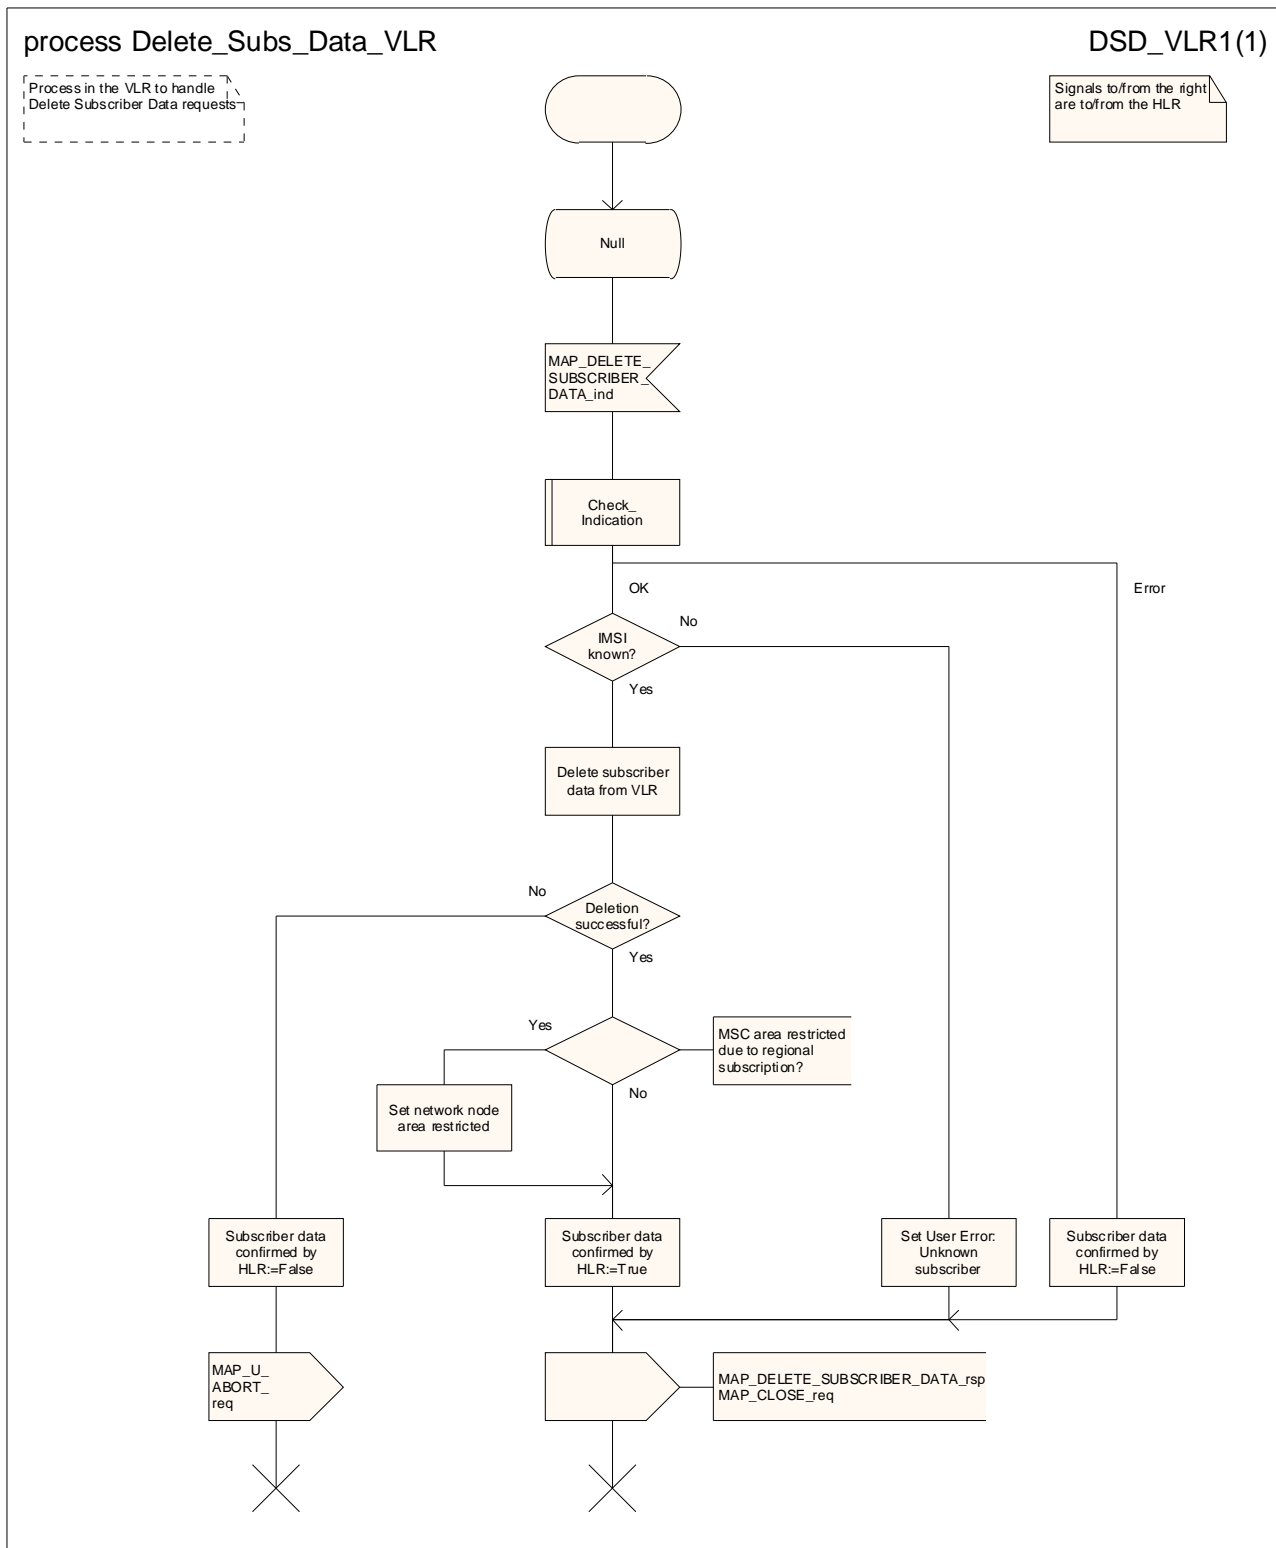 process Delete_Subs_Data_VLR
DSD_VLR1(1)
Process in the VLR to handle
Delete Subscriber Data requests
Signals to/from the right
are to/from the HLR
Null
MAP_DELETE_
SUBSCRIBER_
DATA_ind
Check_
Indication
OK
Error
IMSI
known?
No
Yes
Delete subscriber
data from VLR
No
Deletion
successful?
Yes
Yes
MSC area restricted
due to regional
subscription?
No
Set network node
area restricted
Subscriber data
confirmed by
HLR:=False
Subscriber data
confirmed by
HLR:=True
Set User Error:
Unknown
subscriber
Subscriber data
confirmed by
HLR:=False
MAP_U_
ABORT_
req
MAP_DELETE_SUBSCRIBER_DATA_rsp
MAP_CLOSE_req